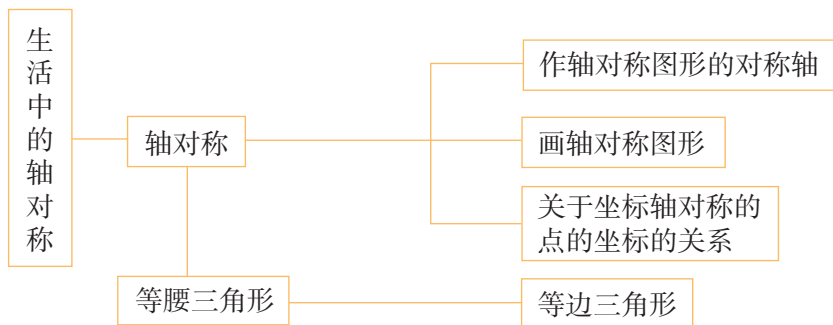 生活中的轴对称
轴对称
作轴对称图形的对称轴
画轴对称图形
关于坐标轴对称的
点的坐标的关系
等腰三角形
等边三角形